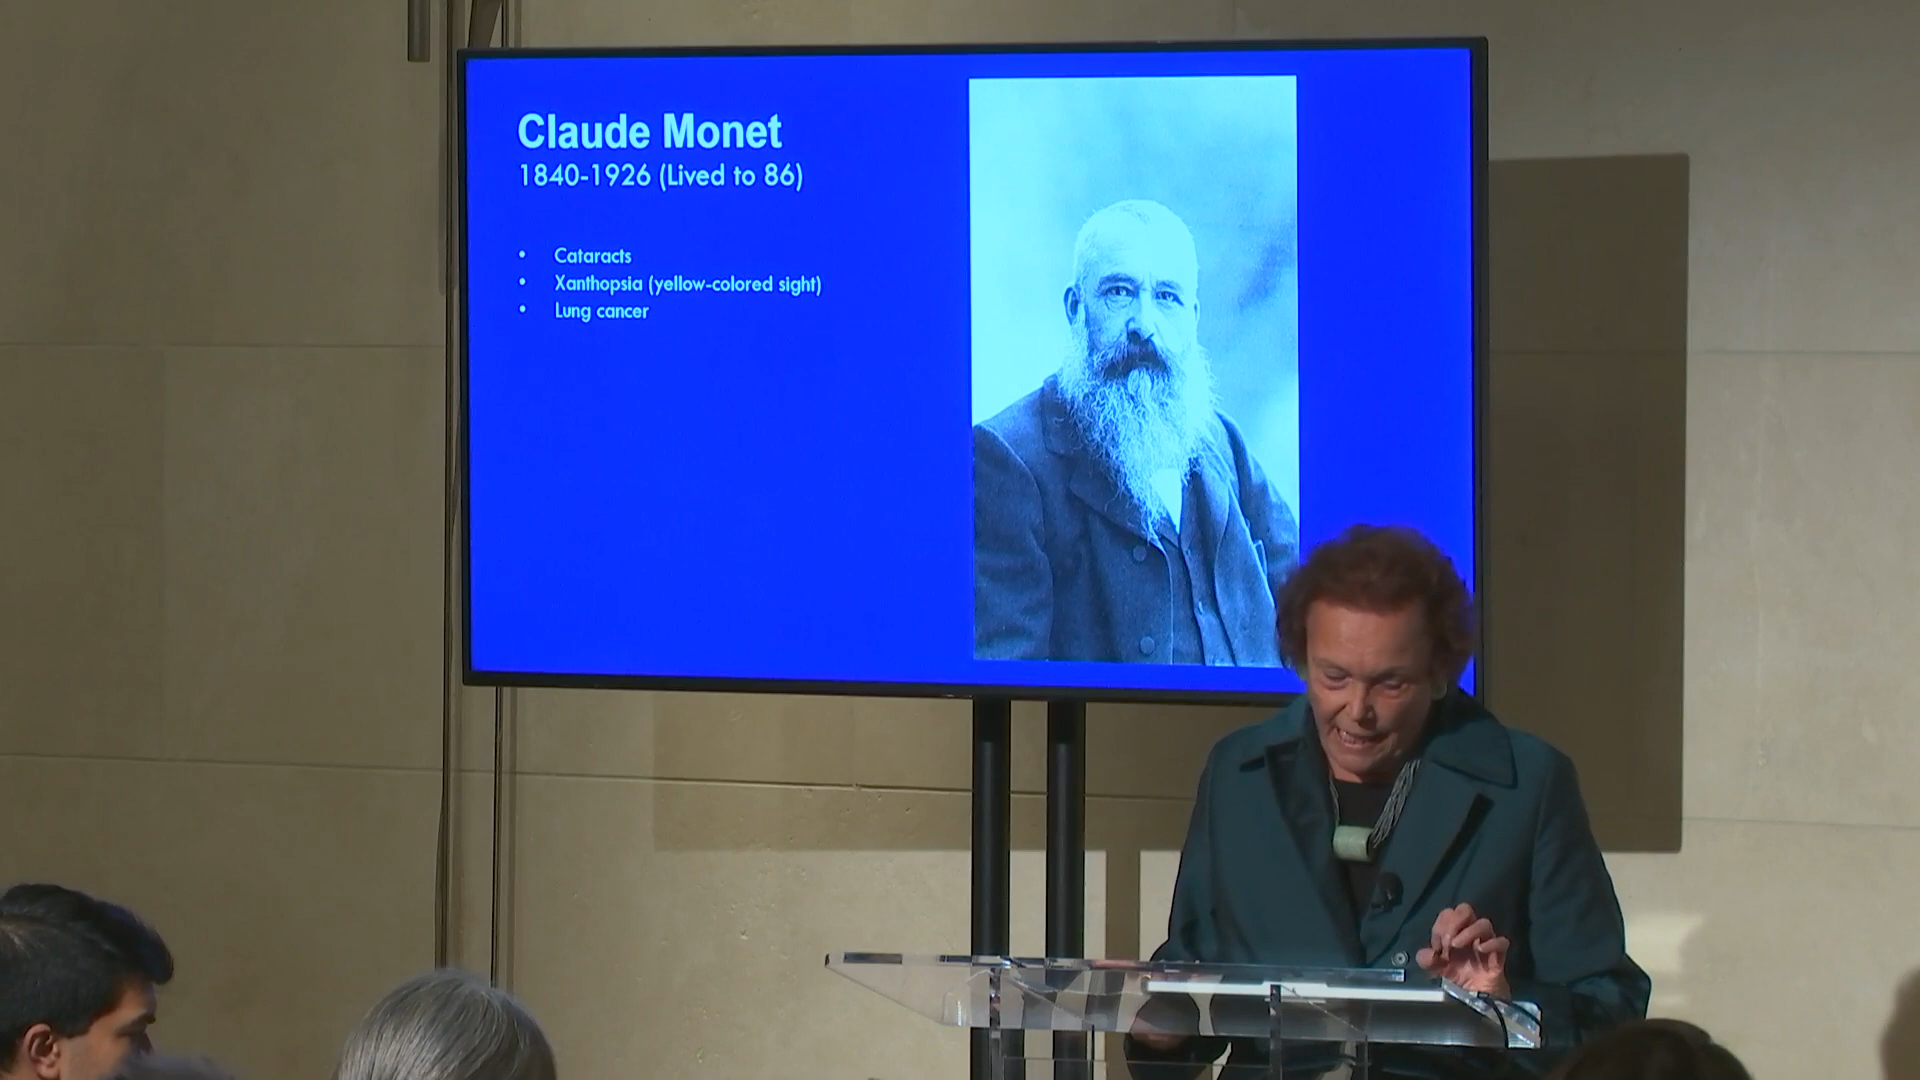 Claude Monet
1840-1926 (Lived to 86)
• Cataracts
• Xanthopsia (yellow-colored sight)
• Lung cancer